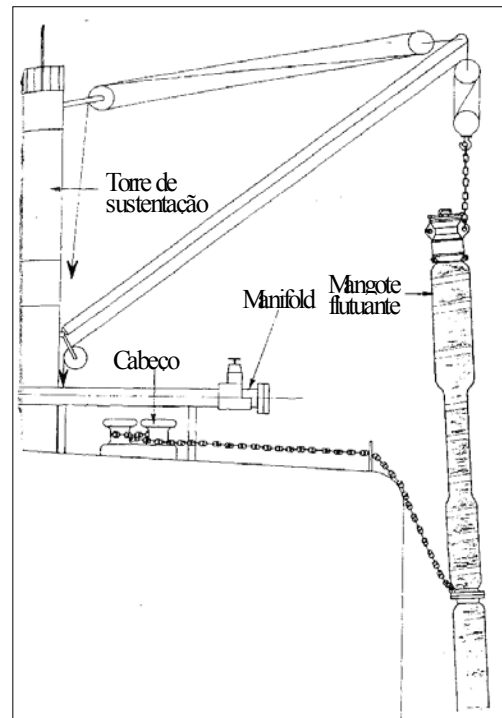 Torre de
sustentação
Manifold
Mangote
flutuante
Cabeço